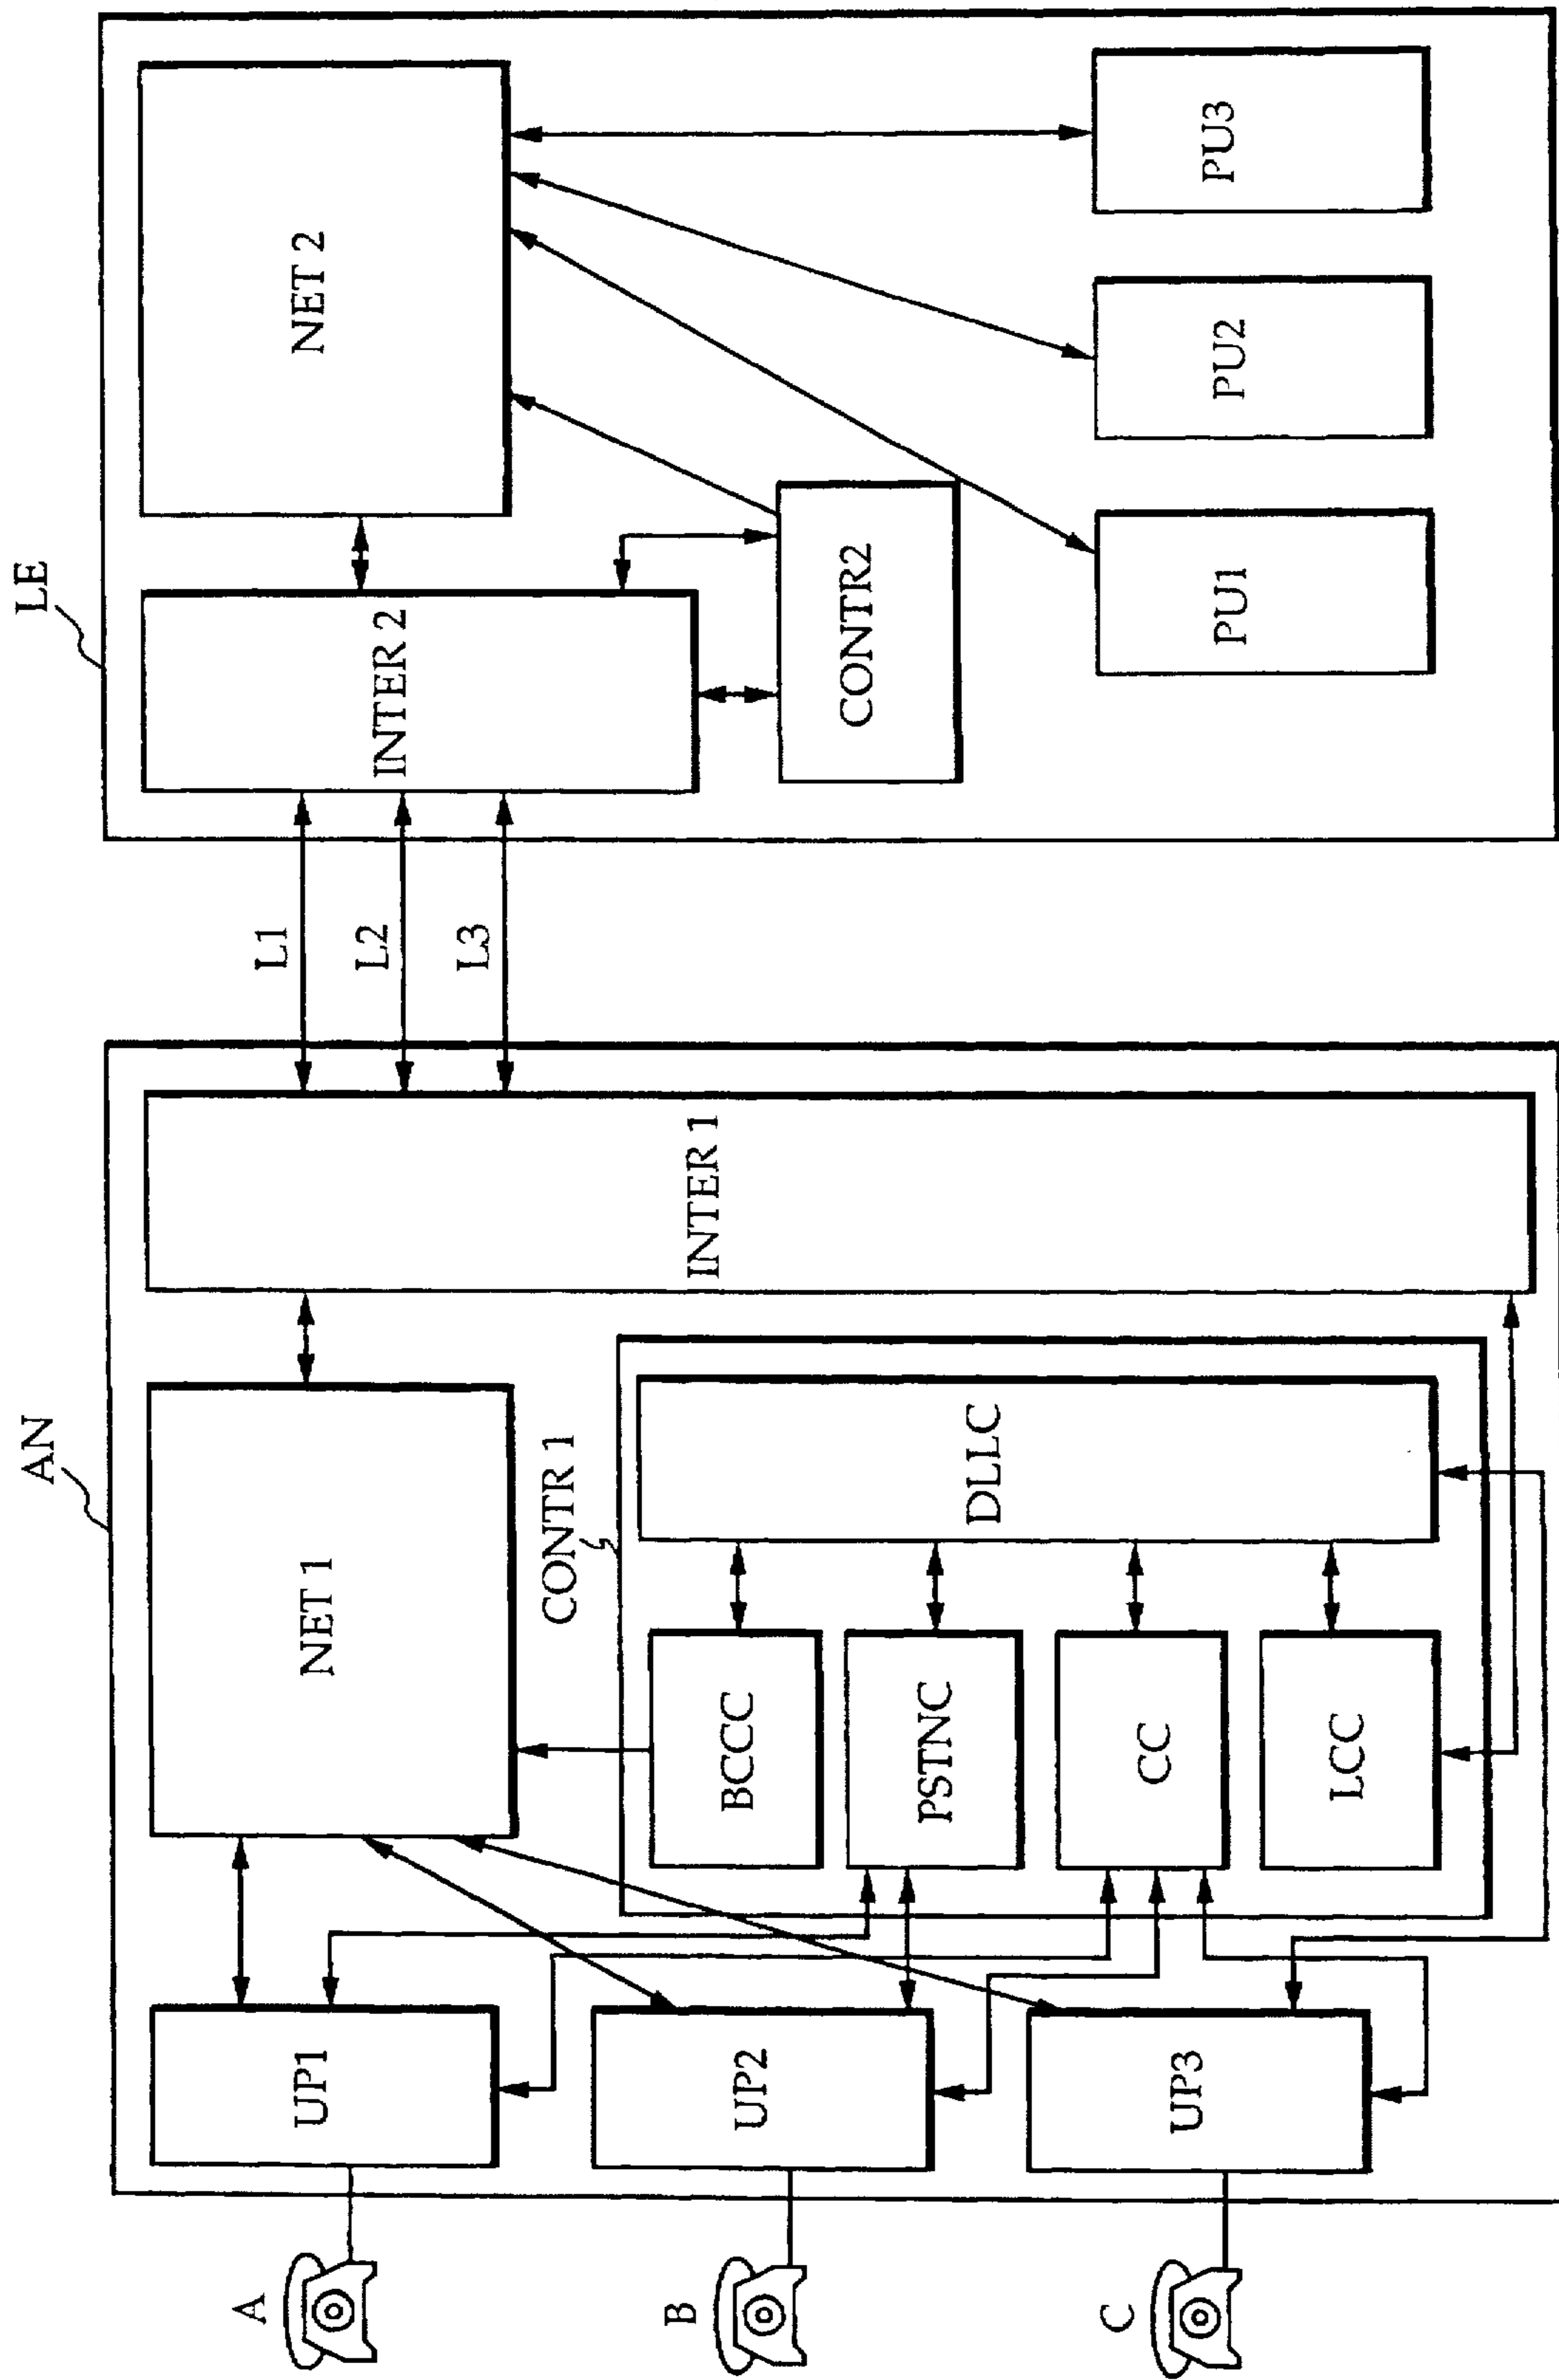 AN
LE
A
UP1
NET 1
INTER 1
L1
L2
L3
INTER 2
NET 2
CONTR 1
B
UP2
BCCC
PSTNC
CC
LCC
DLLC
CONTR2
C
UP3
PU1
PU2
PU3